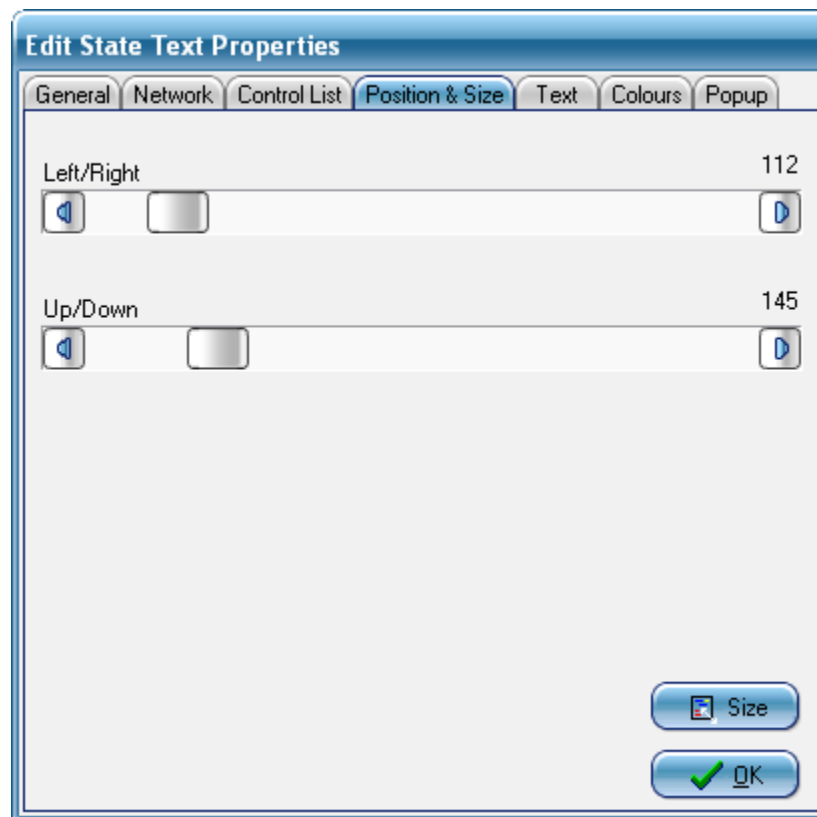 Edit State Text Properties
General Network Control List Position & Size Text Colours Popup
Left/Right 112
Up/Down 145
Size
OK